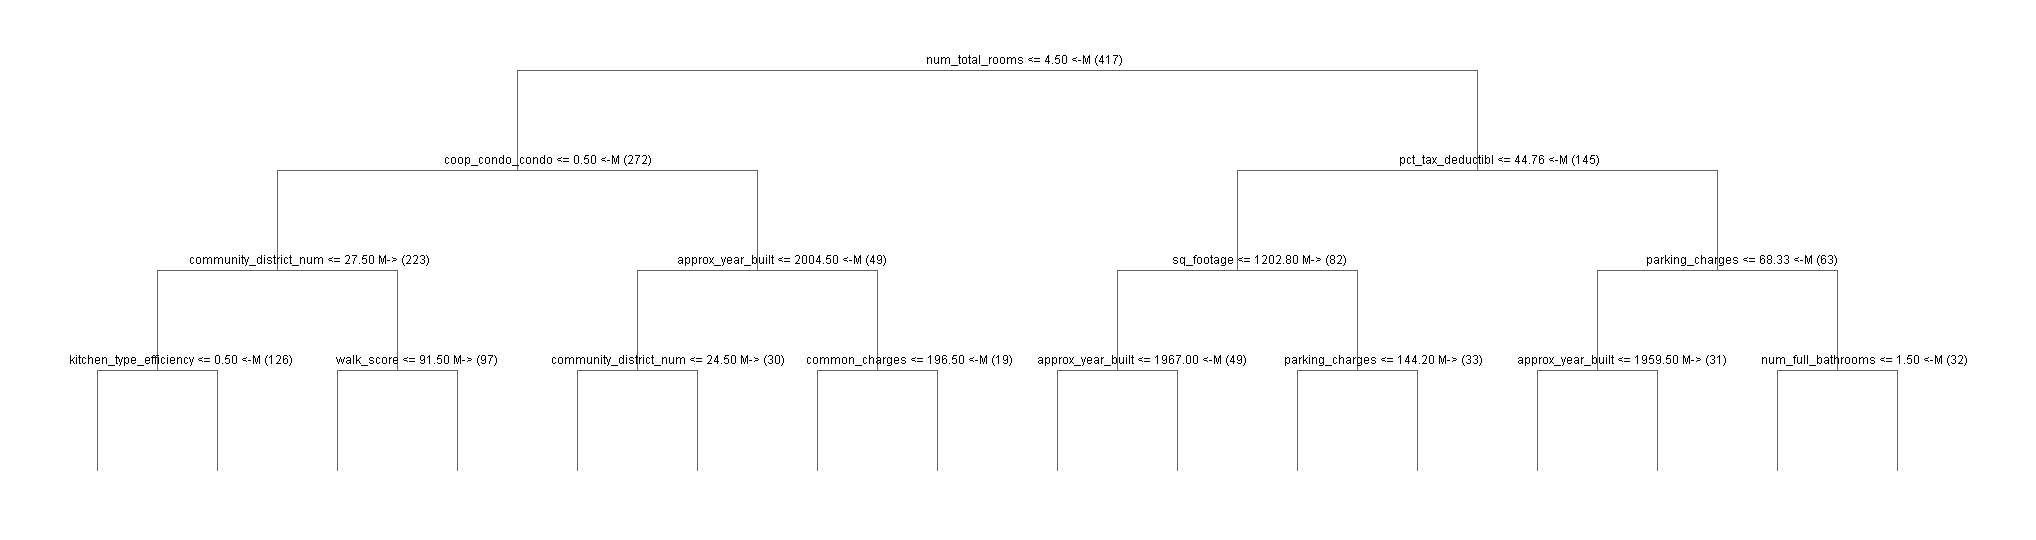 num_total_rooms <= 4.50 <-M (417)
coop_condo_condo <= 0.50 <-M (272)
pct_tax_deductibl <= 44.76 <-M (145)
community_district_num <= 27.50 M-> (223)
approx_year_built <= 2004.50 <-M (49)
sq_footage <= 1202.80 M-> (82)
parking_charges <= 68.33 <-M (63)
kitchen_type_efficiency <= 0.50 <-M (126)
walk_score <= 91.50 M-> (97)
community_district_num <= 24.50 M-> (30)
common_charges <= 196.50 <-M (19)
approx_year_built <= 1967.00 <-M (49)
parking_charges <= 144.20 M-> (33)
approx_year_built <= 1959.50 M-> (31)
num_full_bathrooms <= 1.50 <-M (32)